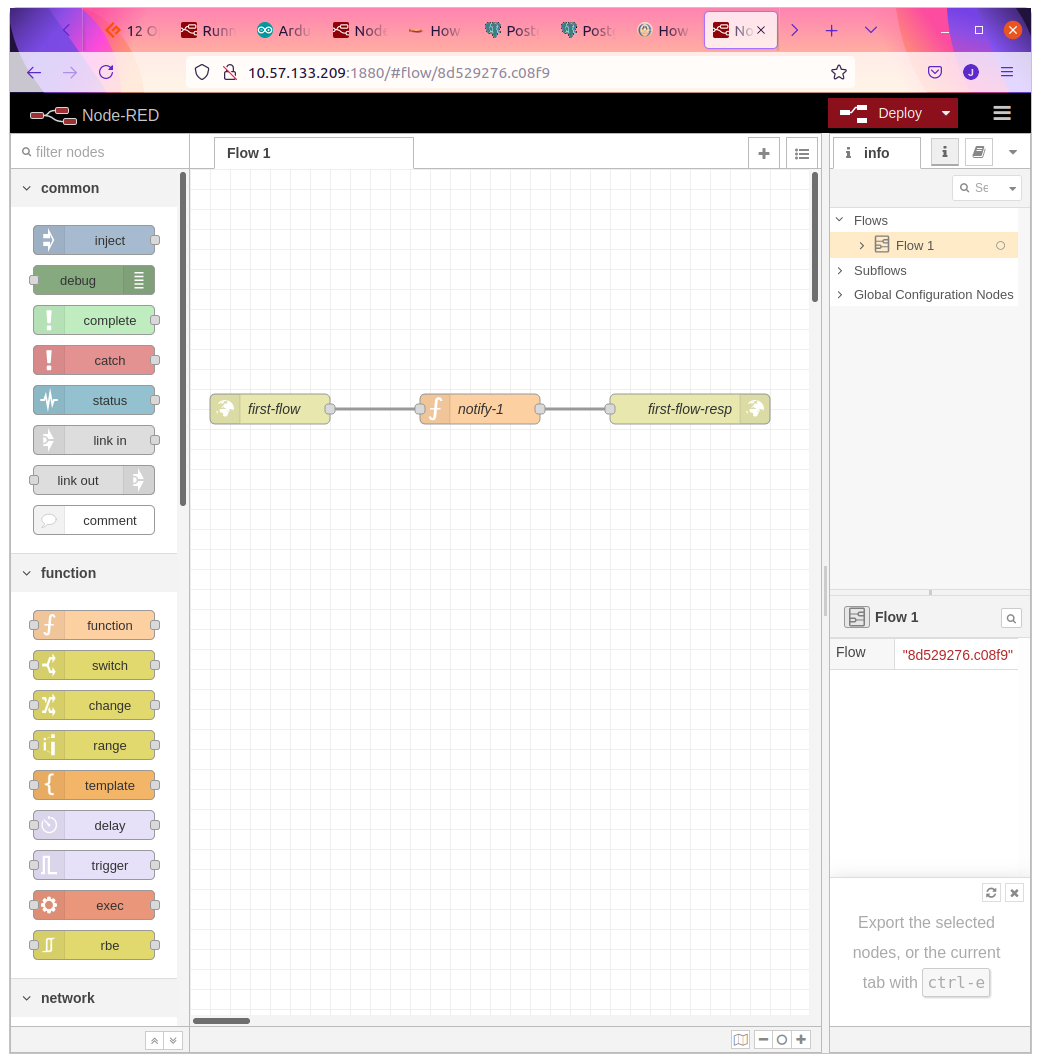 12 O
Runn
Ardu
Node
How
Post
Post
How
No
10.57.133.209:1880/#flow/8d529276.c08f9
J
Node-RED
Deploy
filter nodes
Flow 1
info
common
Se
inject
debug
complete
catch
status
link in
link out
comment
Flows
Flow 1
Subflows
Global Configuration Nodes
first-flow
notify-1
first-flow-resp
function
function
switch
change
range
template
delay
trigger
exec
rbe
network
Flow 1
Flow "8d529276.c08f9"
Export the selected
nodes, or the current
tab with ctrl-e